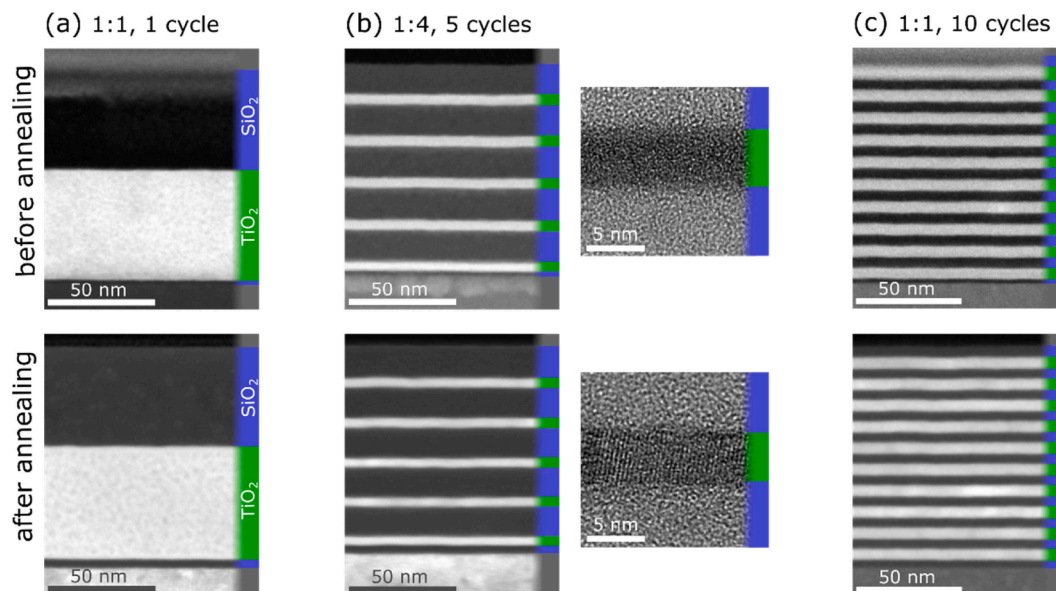 (a) 1:1, 1 cycle
(b) 1:4, 5 cycles
(c) 1:1, 10 cycles
before annealing
SiO₂
TiO₂
50 nm
50 nm
5 nm
50 nm
after annealing
SiO₂
TiO₂
50 nm
50 nm
5 nm
50 nm